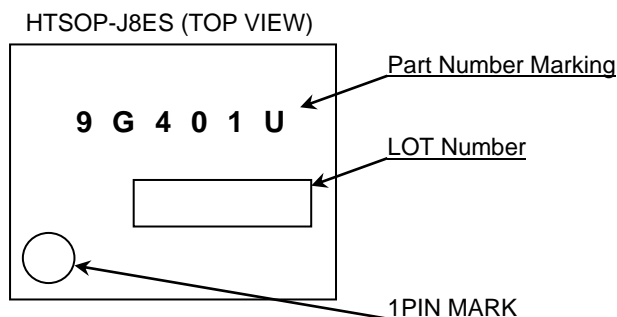 HTSOP-J8ES (TOP VIEW)
Part Number Marking
9 G 4 0 1 U
LOT Number
1PIN MARK